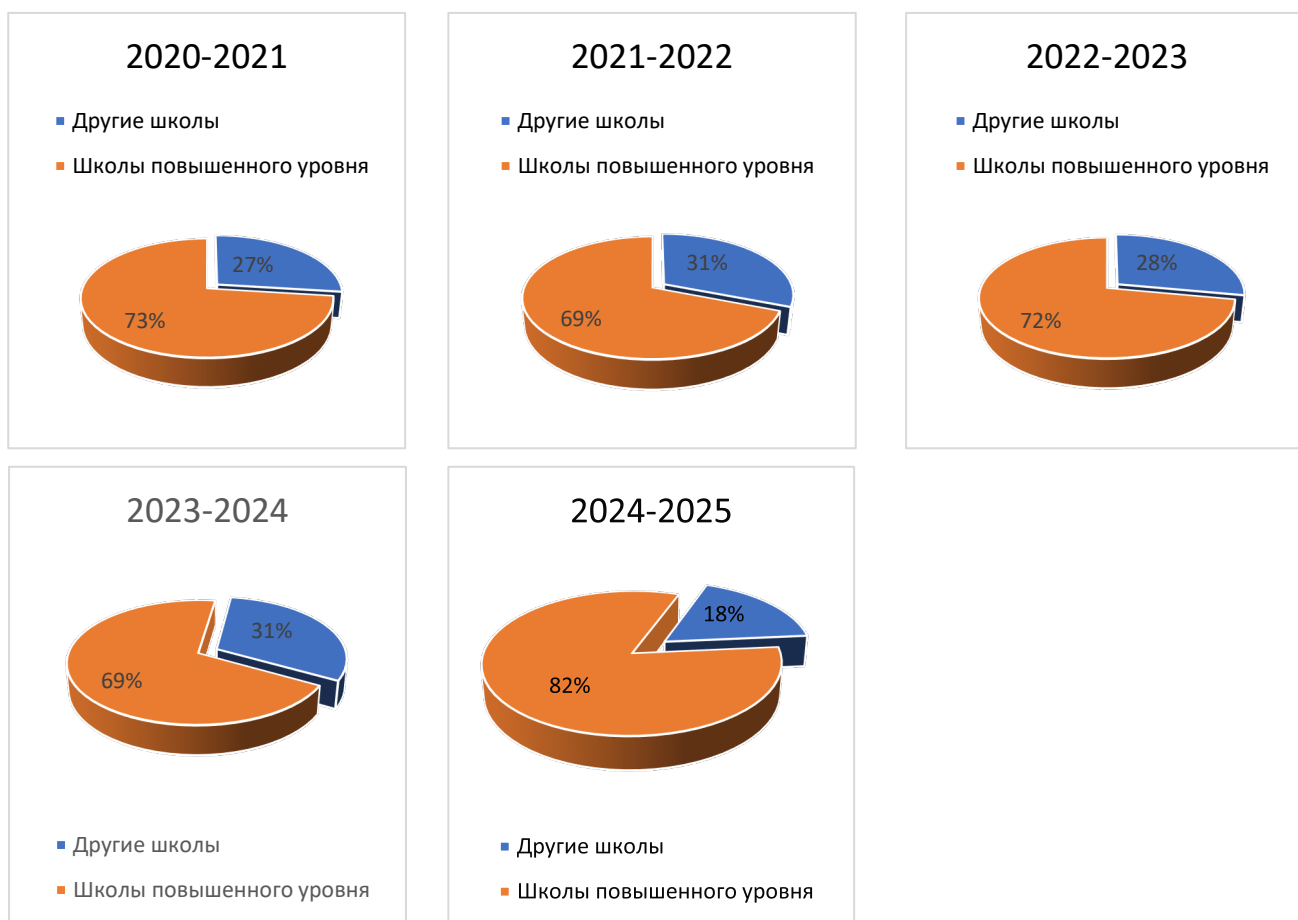 2020-2021
Другие школы
Школы повышенного уровня
27%
73%
2021-2022
Другие школы
Школы повышенного уровня
31%
69%
2022-2023
Другие школы
Школы повышенного уровня
28%
72%
2023-2024
31%
69%
Другие школы
Школы повышенного уровня
2024-2025
18%
82%
Другие школы
Школы повышенного уровня